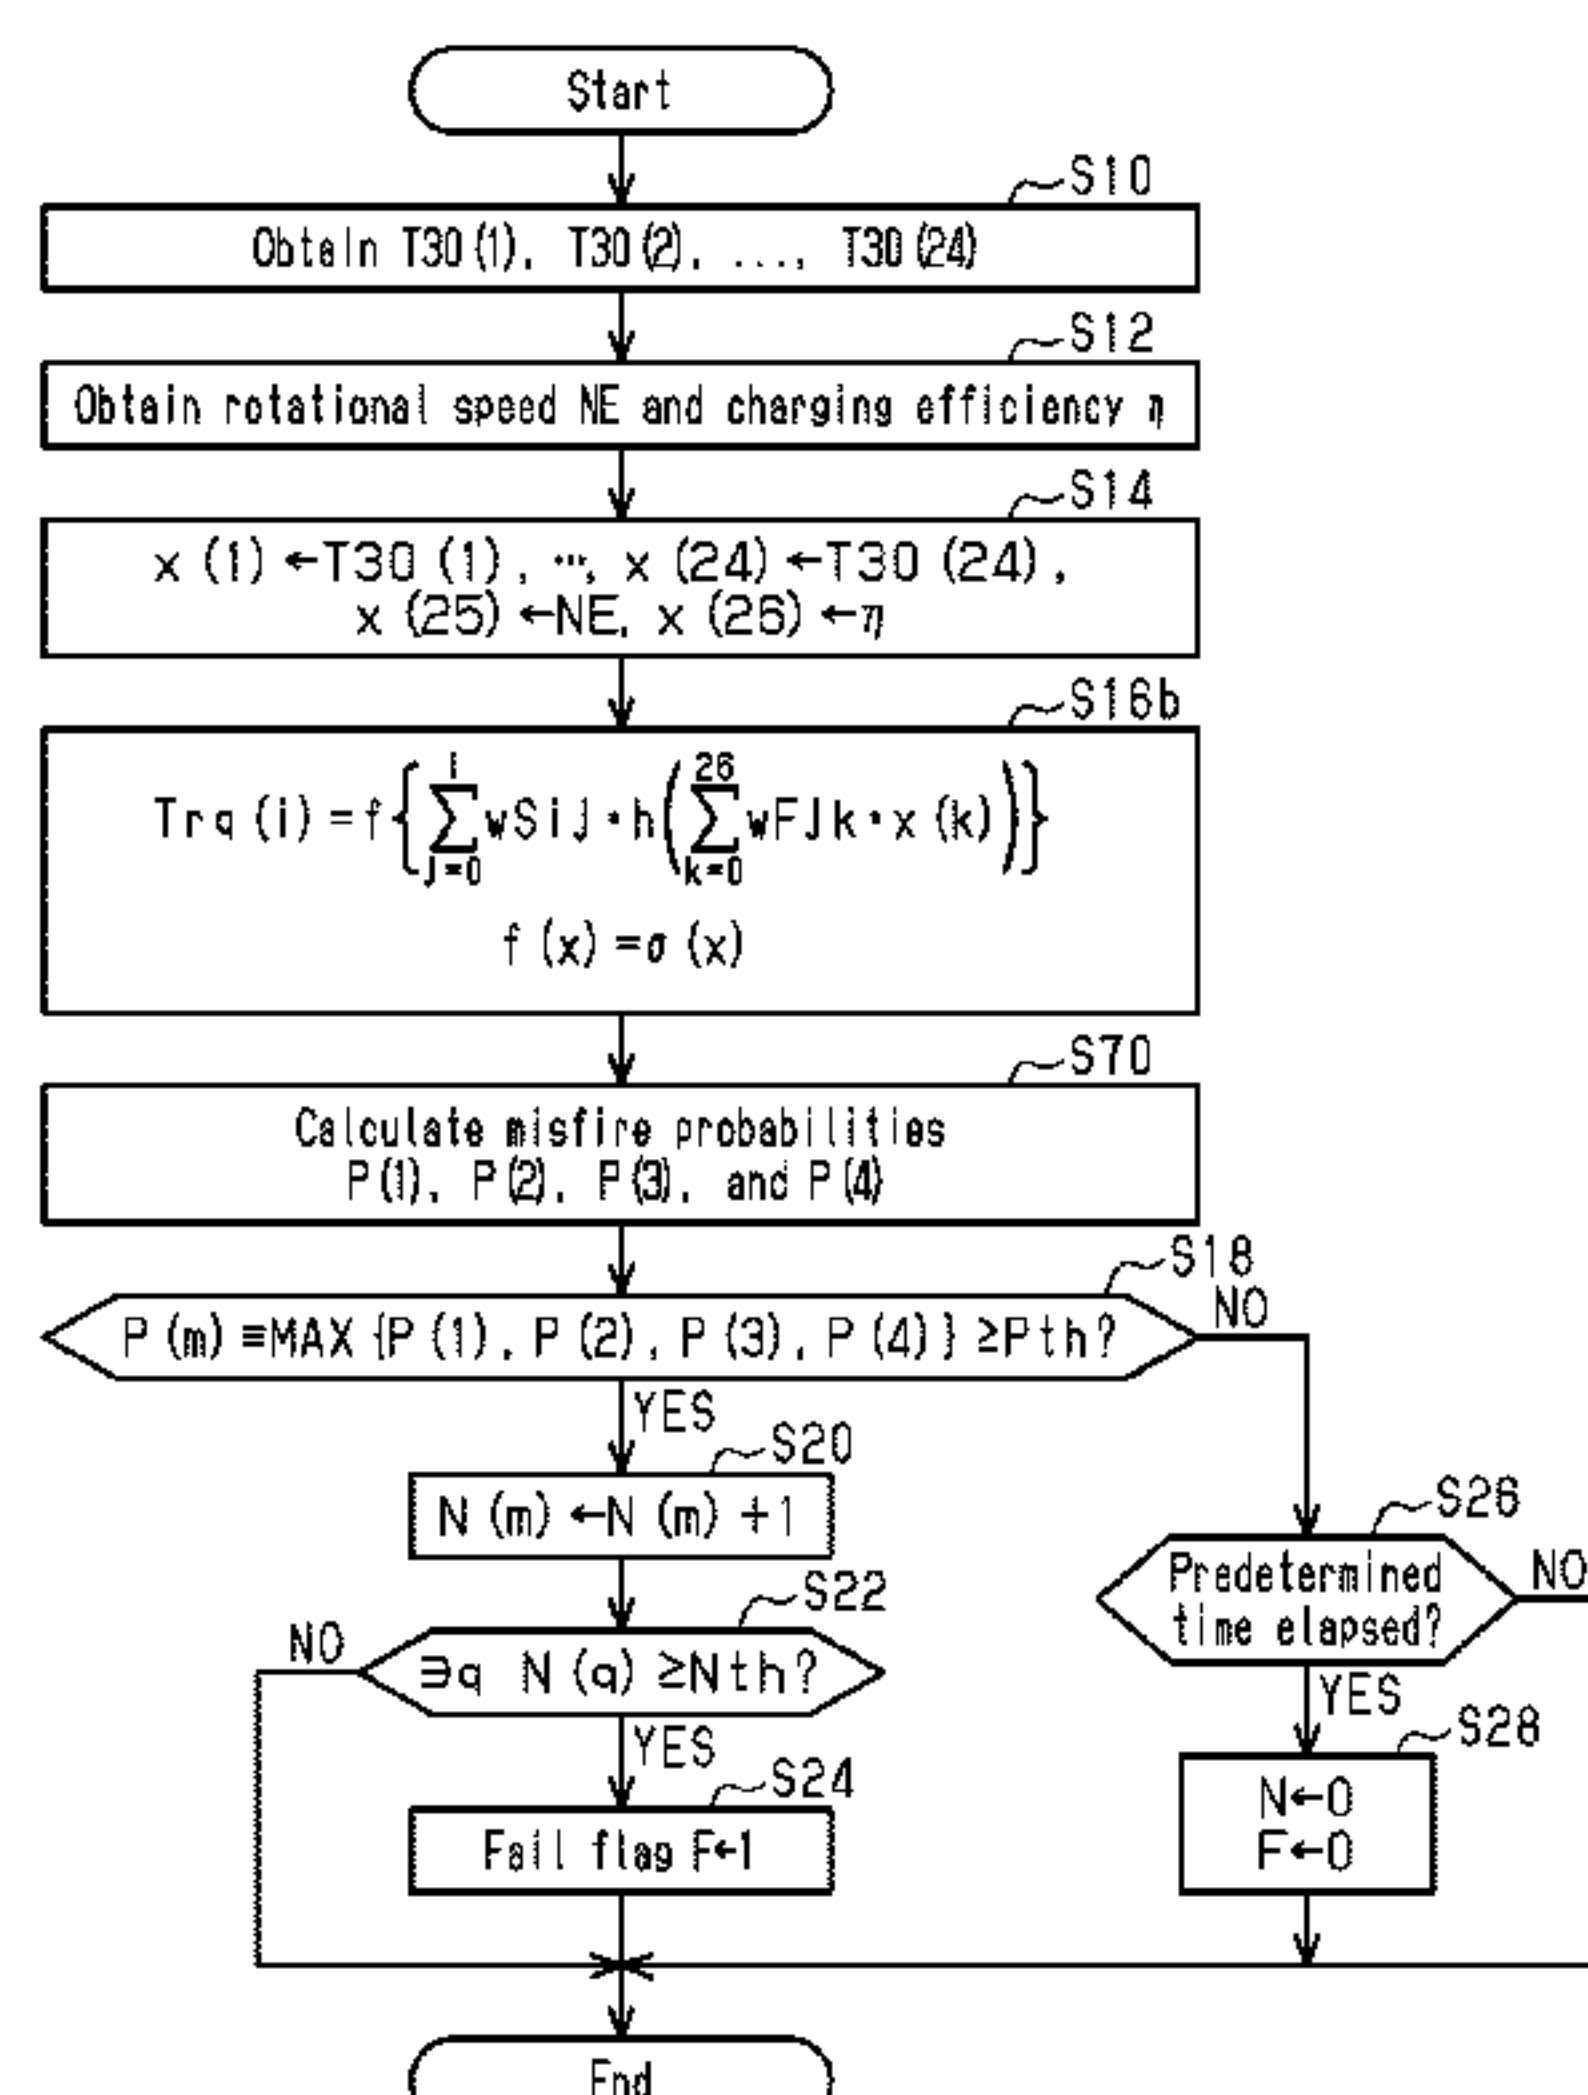 Start
S10
Obtain T30(1), T30(2), ..., T30(24)
S12
Obtain rotational speed NE and charging efficiency η
S14
x(1)←T30(1), …, x(24)←T30(24),
x(25)←NE, x(26)←η
S16b
Trq(i)=f{∑_{j=0}^{i} wSij・h(∑_{k=0}^{26} wFjk・x(k))}
f(x)=σ(x)
S70
Calculate misfire probabilities
P(1), P(2), P(3), and P(4)
S18
P(m)≡MAX{P(1), P(2), P(3), P(4)}≥Pth?
NO
YES
S20
N(m)←N(m)+1
S26
Predetermined
time elapsed?
NO
S22
NO
∃q N(q)≥Nth?
YES
YES
S28
N←0
F←0
S24
Fail flag F←1
End